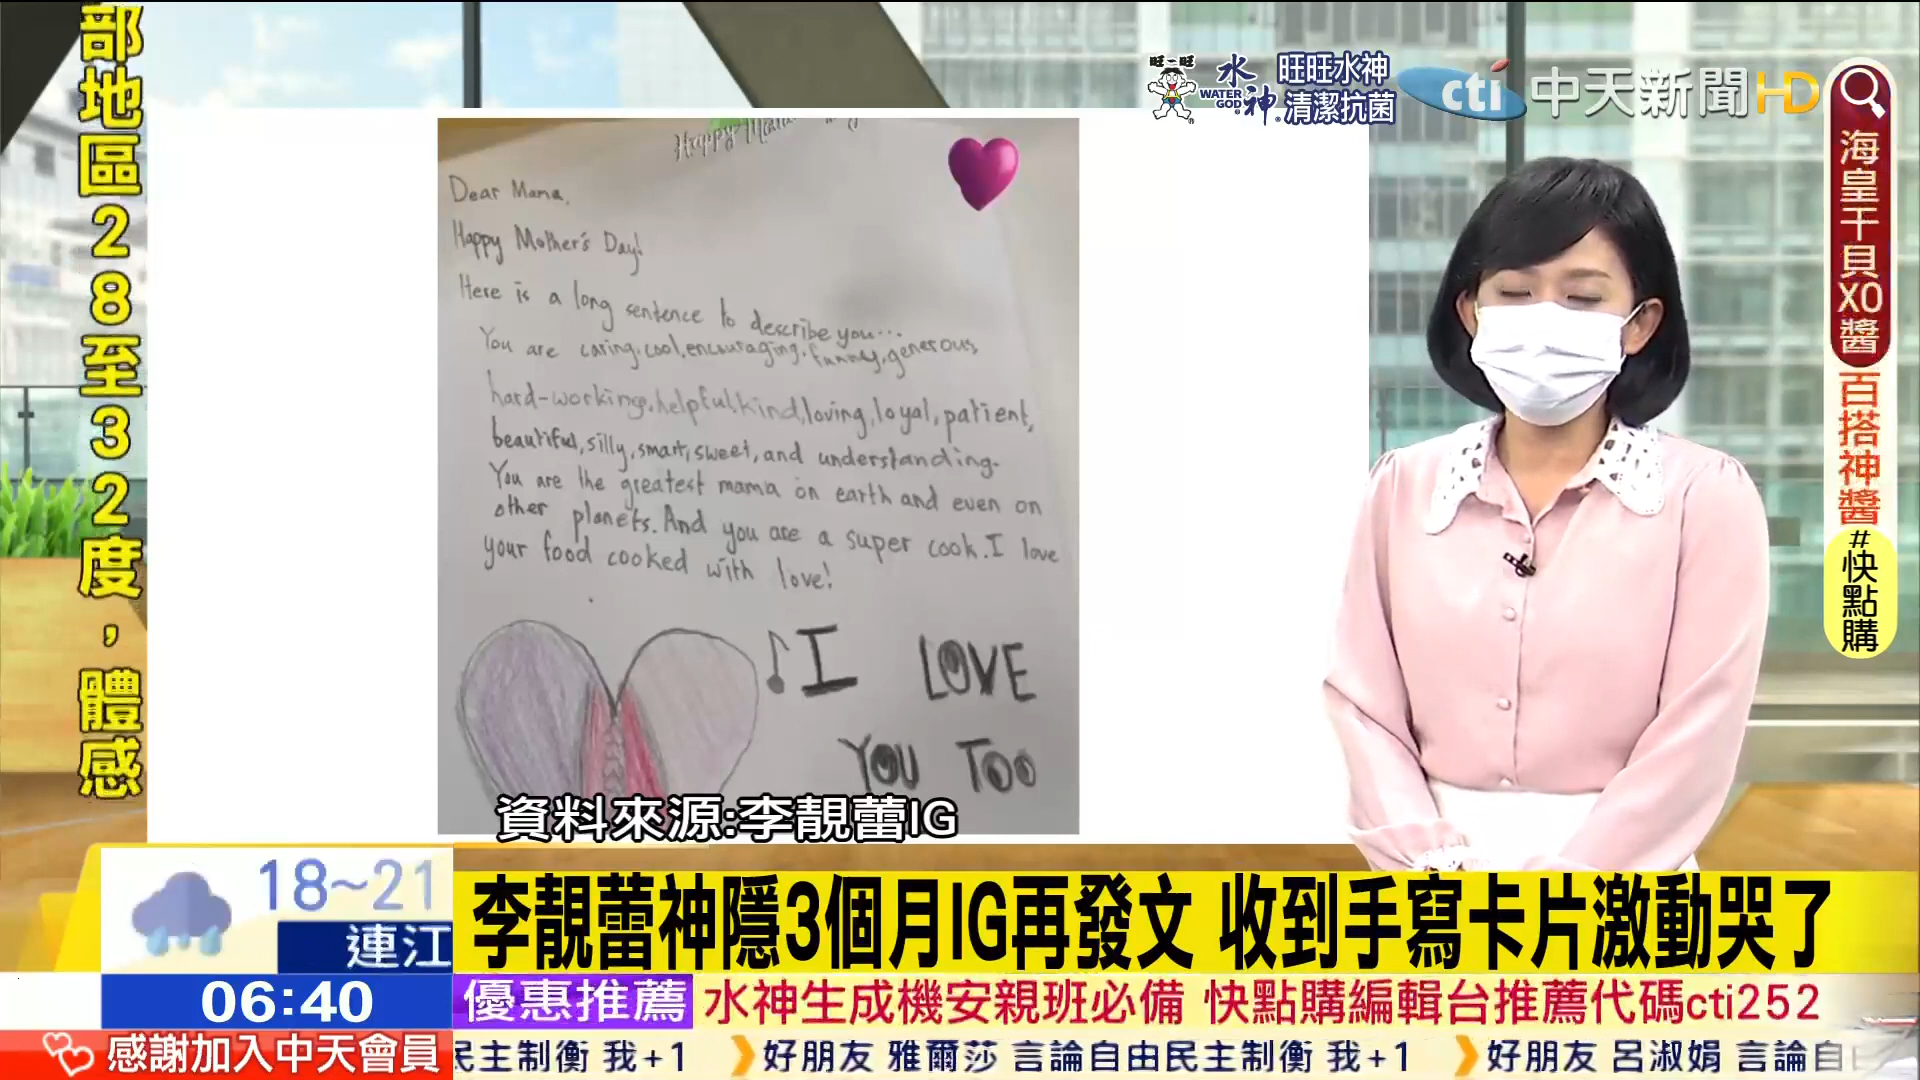 部地區28至32度，體感
旺一旺
水神
WATER GOD
旺旺水神
清潔抗菌
cti 中天新聞HD
海皇干貝XO醬
百搭神醬
#快點購
Dear Mama,
Happy Mother's Day!
Here is a long sentence to describe you...
You are caring, cool, encouraging, funny, generous,
hard-working, helpful, kind, loving, loyal, patient,
beautiful, silly, smart, sweet, and understanding.
You are the greatest mama on earth and even on
other planets. And you are a super cook. I love
your food cooked with love!
I LOVE
YOU TOO
資料來源:李靚蕾IG
18~21
連江
李靚蕾神隱3個月IG再發文 收到手寫卡片激動哭了
06:40
優惠推薦
水神生成機安親班必備 快點購編輯台推薦代碼cti252
感謝加入中天會員
民主制衡 我+1
好朋友 雅爾莎 言論自由民主制衡 我+1
好朋友 呂淑娟 言論自由